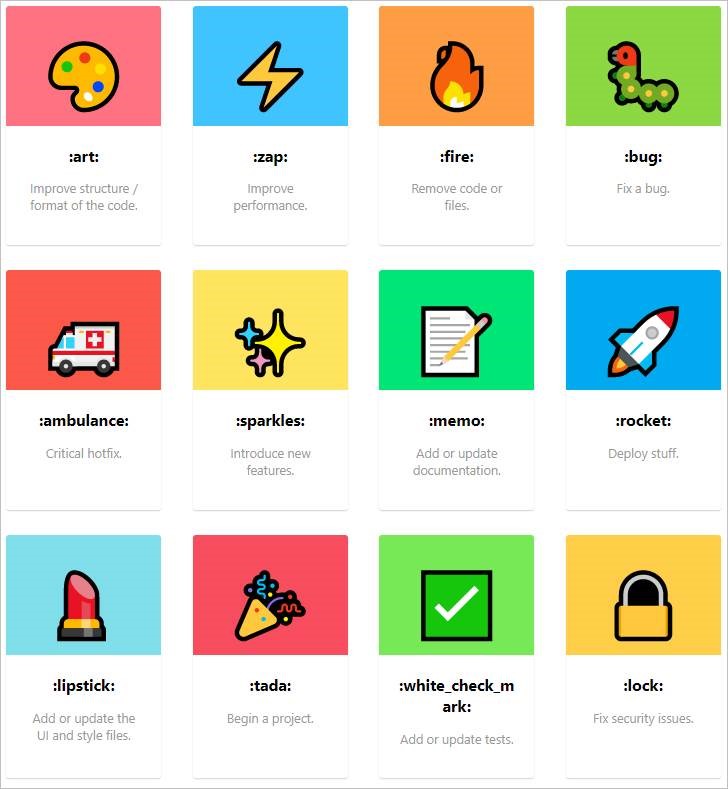 :art:
Improve structure /
format of the code.
:zap:
Improve
performance.
:fire:
Remove code or
files.
:bug:
Fix a bug.
:ambulance:
Critical hotfix.
:sparkles:
Introduce new
features.
:memo:
Add or update
documentation.
:rocket:
Deploy stuff.
:lipstick:
Add or update the
UI and style files.
:tada:
Begin a project.
:white_check_m
ark:
Add or update tests.
:lock:
Fix security issues.